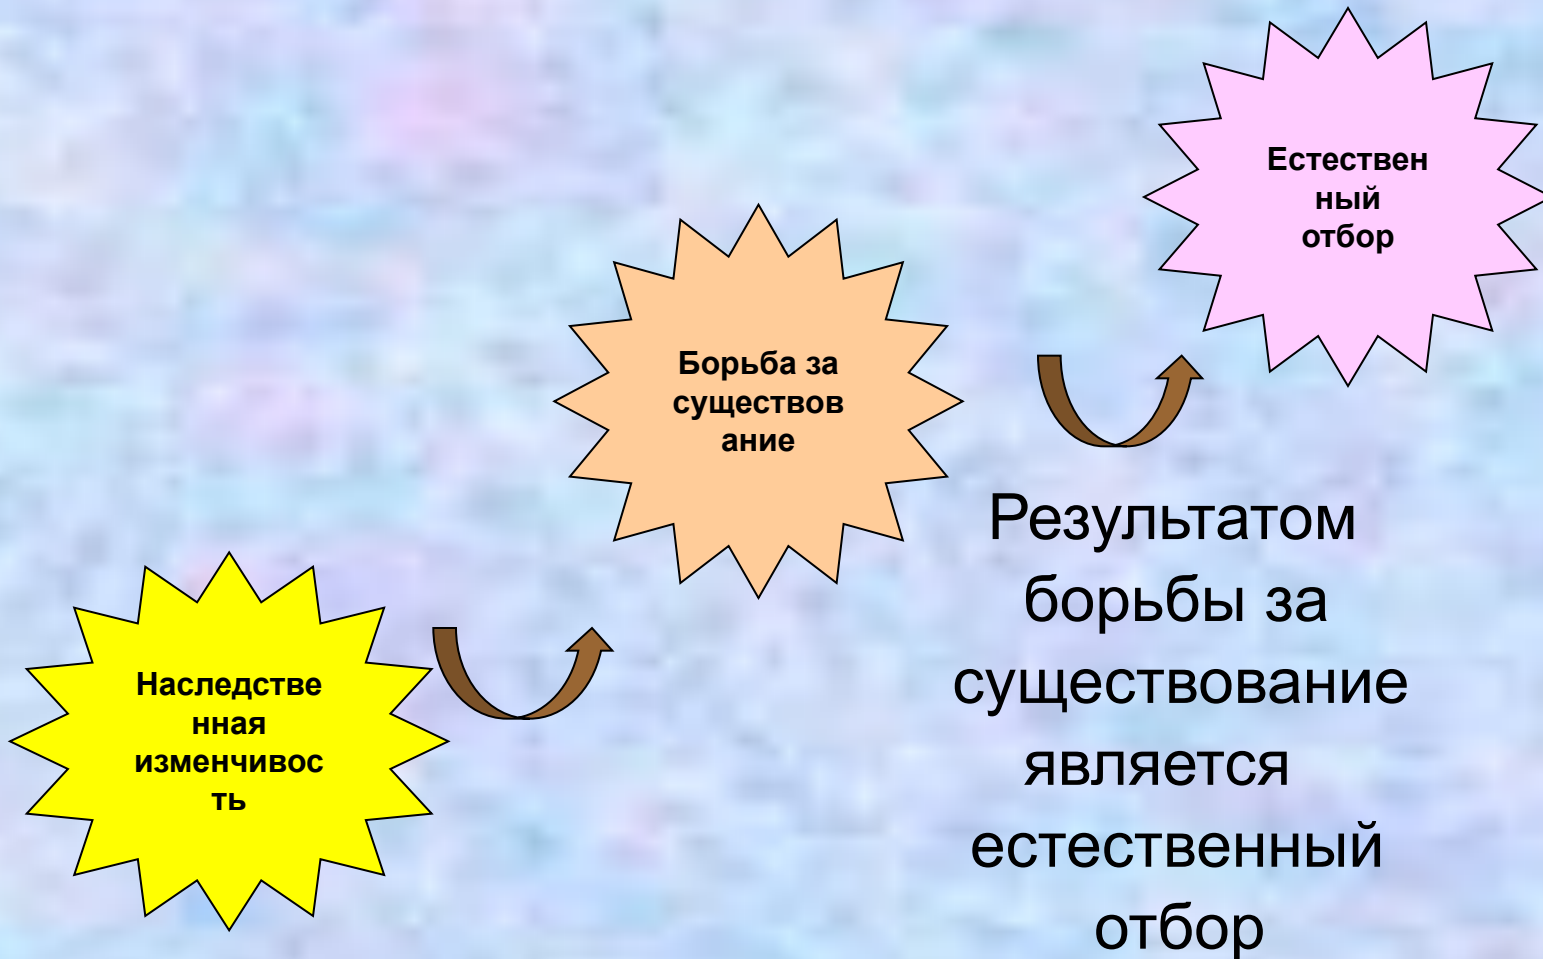 Естествен
ный
отбор
Борьба за
существов
ание
Наследстве
нная
изменчивос
ть
Результатом
борьбы за
существование
является
естественный
отбор